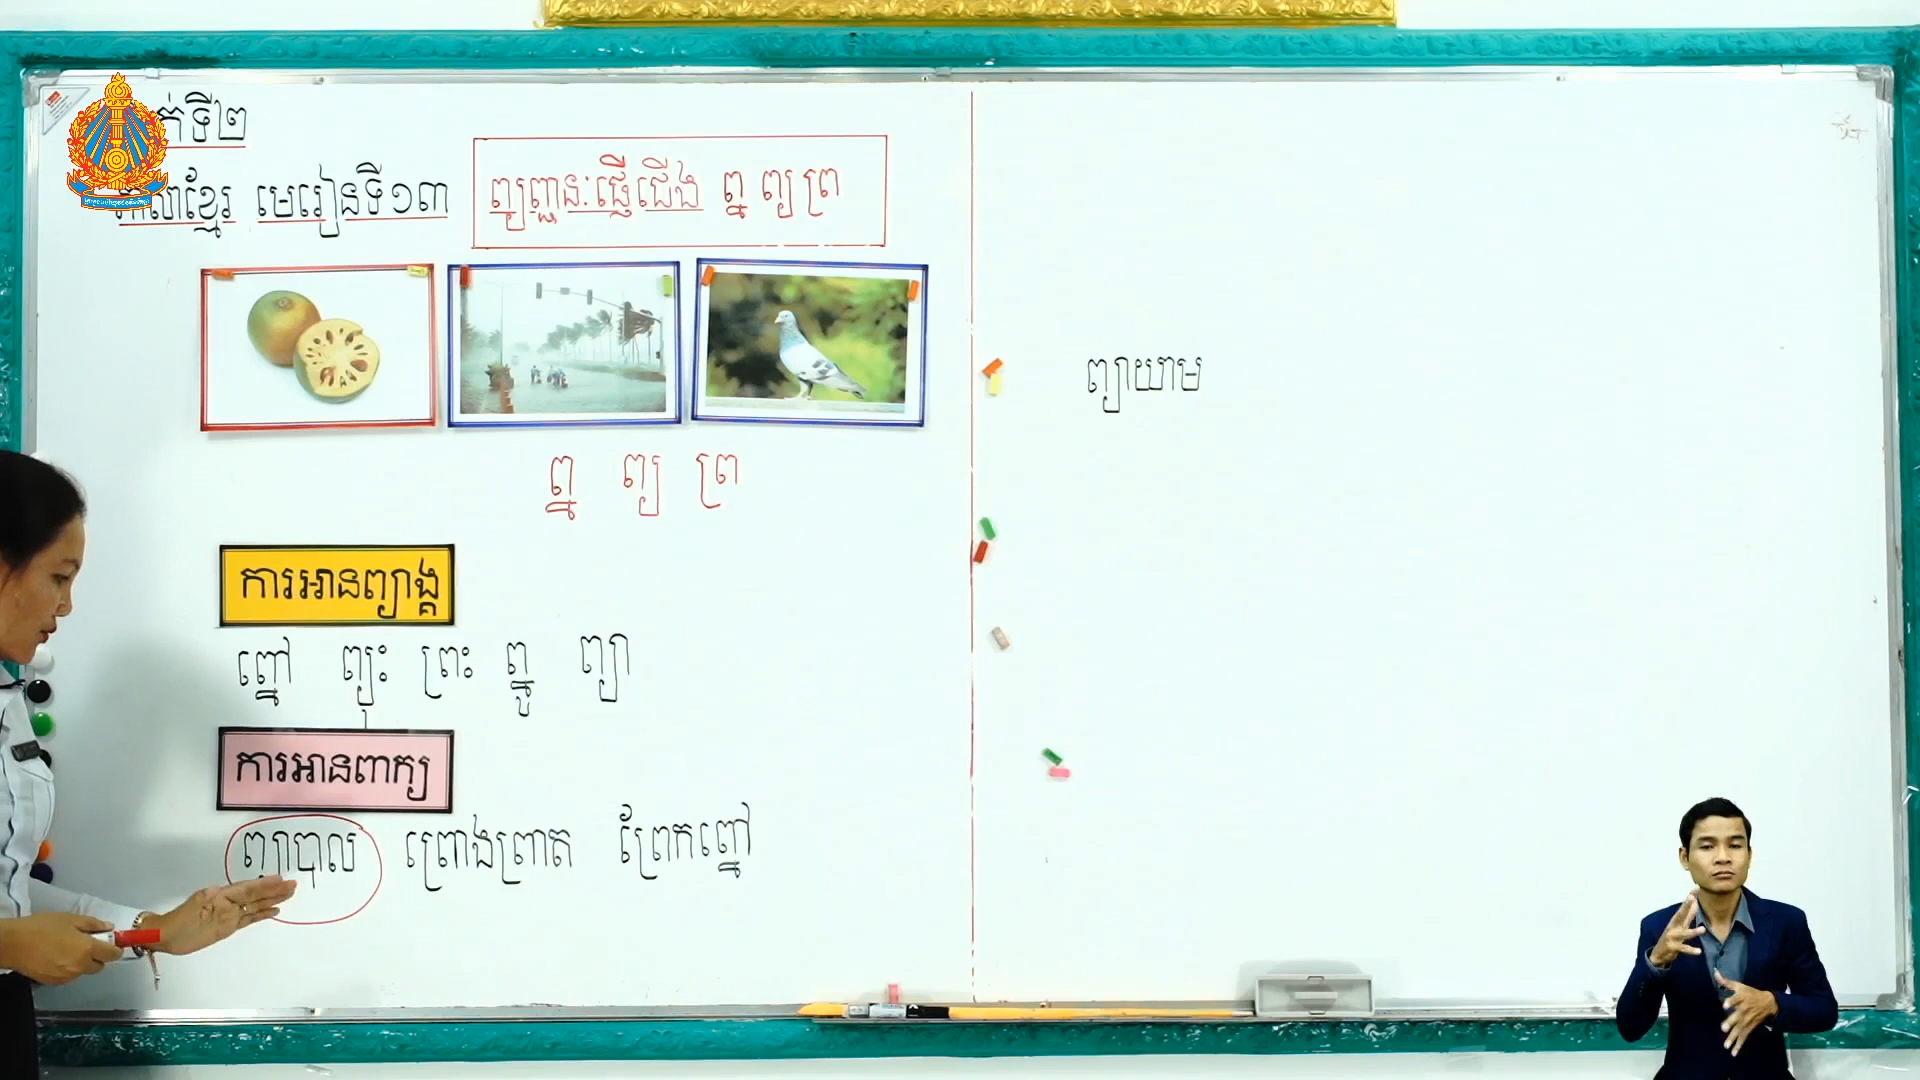 ភាសាខ្មែរ មេរៀនទី១៣
ព្យញ្ជនៈផ្ញើជើង ព្ន ព្យ ព្រ
ព្ន ព្យ ព្រ
ការអានព្យាង្គ
ព្នៅ ព្យុះ ព្រះ ព្នូ ព្យា
ការអានពាក្យ
ព្យាបាល ព្រោងព្រាត ព្រែកព្នៅ
ព្យាយាម